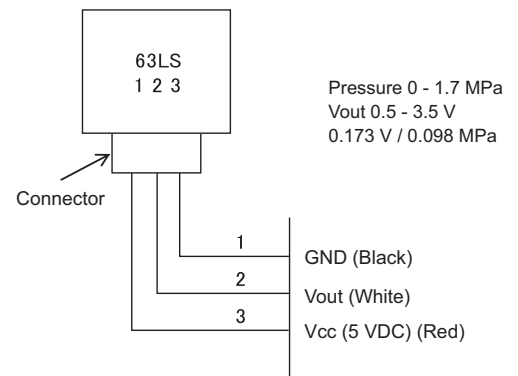 63LS
1 2 3
Pressure 0 - 1.7 MPa
Vout 0.5 - 3.5 V
0.173 V / 0.098 MPa
Connector
1
GND (Black)
2
Vout (White)
3
Vcc (5 VDC) (Red)